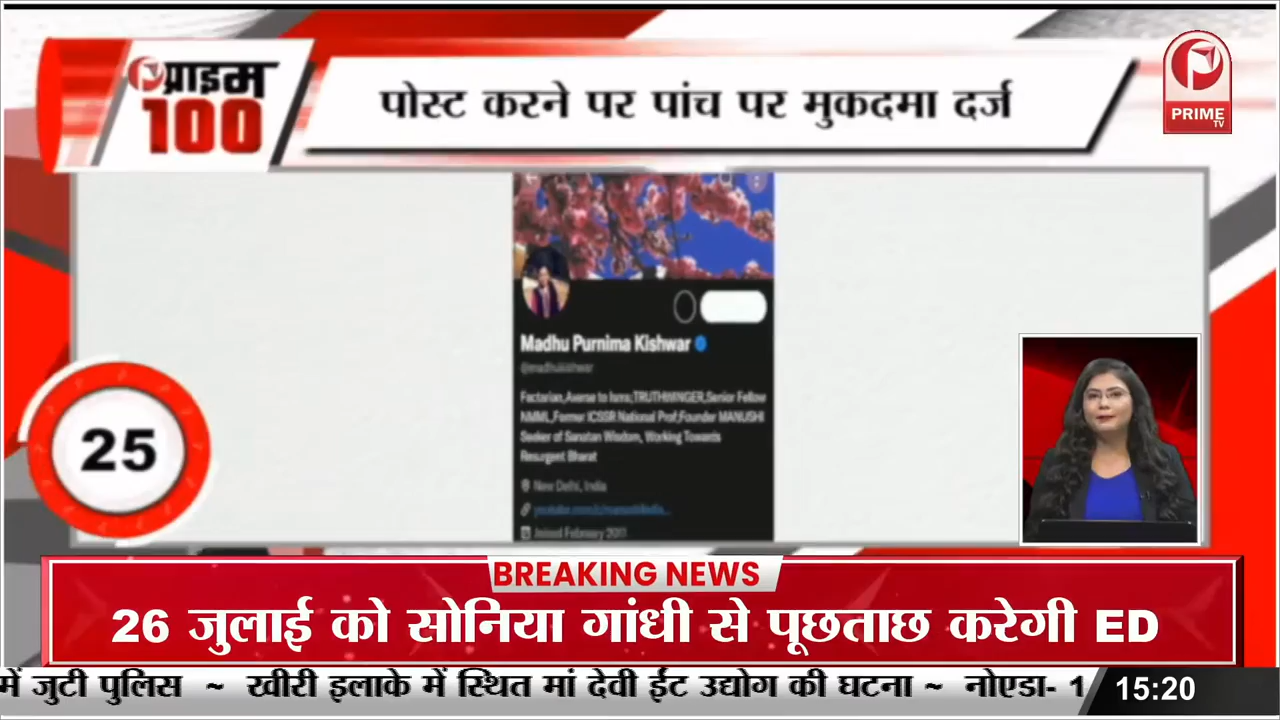 प्राइम
100
पोस्ट करने पर पांच पर मुकदमा दर्ज
PRIME
TV
Madhu Purnima Kishwar
@madhukishwar
Factarian,Averse to Isms;TRUTHWINGER,Senior Fellow
NMML,Former ICSSR National Prof;Founder MANUSHI
Seeker of Sanatan Wisdom, Working Towards
Resurgent Bharat
New Delhi, India
Joined February 2011
25
BREAKING NEWS
26 जुलाई को सोनिया गांधी से पूछताछ करेगी ED
में जुटी पुलिस ~ खीरी इलाके में स्थित मां देवी ईंट उद्योग की घटना ~ नोएडा- 1
15:20